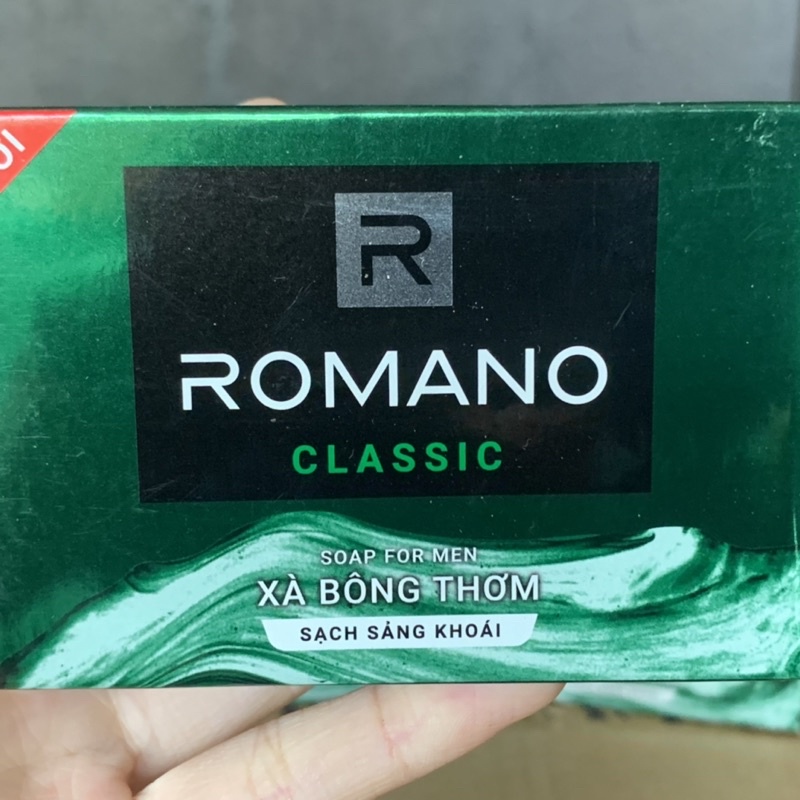 R
ROMANO
CLASSIC
SOAP FOR MEN
XÀ BÔNG THƠM
SẠCH SẢNG KHOÁI